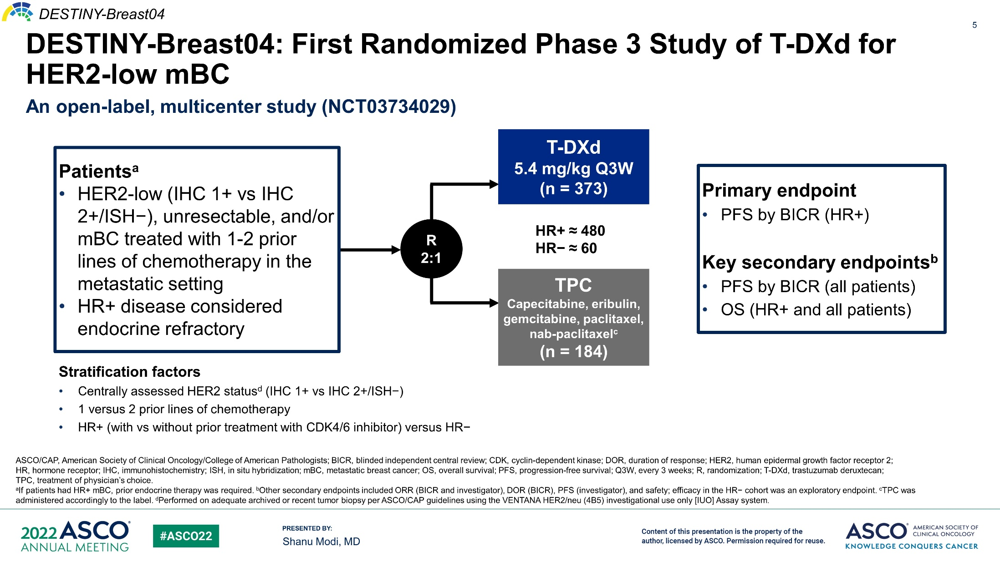 DESTINY-Breast04
5
DESTINY-Breast04: First Randomized Phase 3 Study of T-DXd for
HER2-low mBC
An open-label, multicenter study (NCT03734029)
Patientsᵃ
• HER2-low (IHC 1+ vs IHC
2+/ISH−), unresectable, and/or
mBC treated with 1-2 prior
lines of chemotherapy in the
metastatic setting
• HR+ disease considered
endocrine refractory
R
2:1
T-DXd
5.4 mg/kg Q3W
(n = 373)
HR+ ≈ 480
HR− ≈ 60
TPC
Capecitabine, eribulin,
gemcitabine, paclitaxel,
nab-paclitaxelᶜ
(n = 184)
Primary endpoint
• PFS by BICR (HR+)
Key secondary endpointsᵇ
• PFS by BICR (all patients)
• OS (HR+ and all patients)
Stratification factors
• Centrally assessed HER2 statusᵈ (IHC 1+ vs IHC 2+/ISH−)
• 1 versus 2 prior lines of chemotherapy
• HR+ (with vs without prior treatment with CDK4/6 inhibitor) versus HR−
ASCO/CAP, American Society of Clinical Oncology/College of American Pathologists; BICR, blinded independent central review; CDK, cyclin-dependent kinase; DOR, duration of response; HER2, human epidermal growth factor receptor 2;
HR, hormone receptor; IHC, immunohistochemistry; ISH, in situ hybridization; mBC, metastatic breast cancer; OS, overall survival; PFS, progression-free survival; Q3W, every 3 weeks; R, randomization; T-DXd, trastuzumab deruxtecan;
TPC, treatment of physician's choice.
ᵃIf patients had HR+ mBC, prior endocrine therapy was required. ᵇOther secondary endpoints included ORR (BICR and investigator), DOR (BICR), PFS (investigator), and safety; efficacy in the HR− cohort was an exploratory endpoint. ᶜTPC was
administered accordingly to the label. ᵈPerformed on adequate archived or recent tumor biopsy per ASCO/CAP guidelines using the VENTANA HER2/neu (4B5) investigational use only [IUO] Assay system.
2022 ASCO®
ANNUAL MEETING
#ASCO22
PRESENTED BY:
Shanu Modi, MD
Content of this presentation is the property of the
author, licensed by ASCO. Permission required for reuse.
ASCO® AMERICAN SOCIETY OF
CLINICAL ONCOLOGY
KNOWLEDGE CONQUERS CANCER